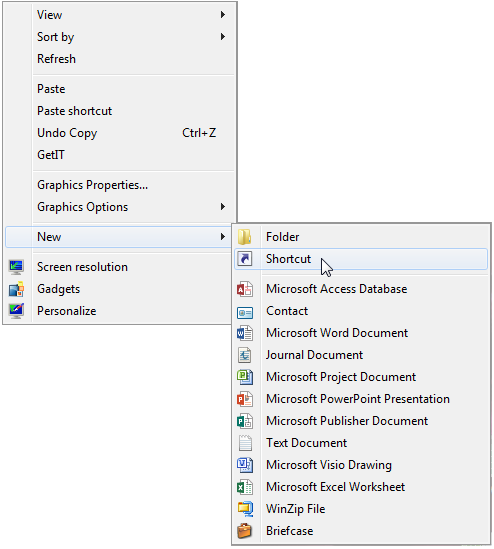 View
Sort by
Refresh
Paste
Paste shortcut
Undo Copy Ctrl+Z
GetIT
Graphics Properties...
Graphics Options
New
Screen resolution
Gadgets
Personalize
Folder
Shortcut
Microsoft Access Database
Contact
Microsoft Word Document
Journal Document
Microsoft Project Document
Microsoft PowerPoint Presentation
Microsoft Publisher Document
Text Document
Microsoft Visio Drawing
Microsoft Excel Worksheet
WinZip File
Briefcase